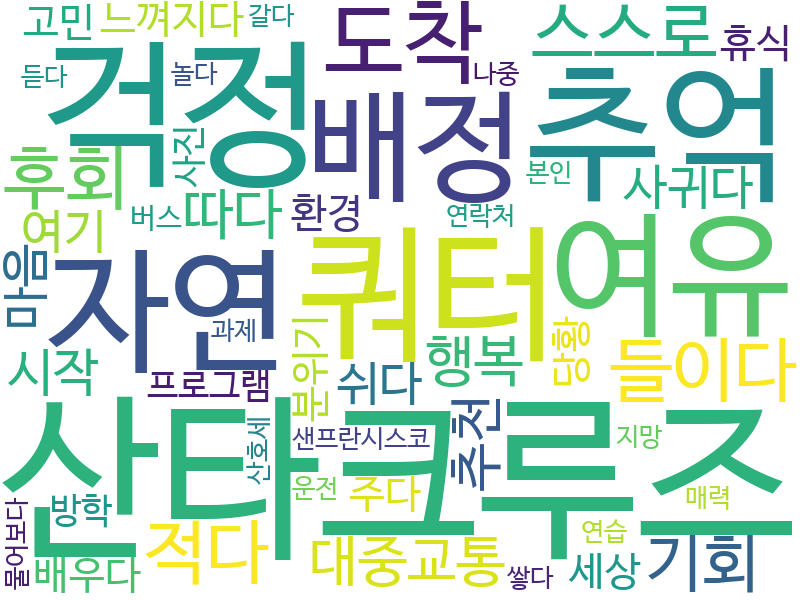 고민 느껴지다 갈다 도착 스스로 휴식
듣다 걱정 놀다 나중 추억
후회 사진 배정 본인 사귀다
여기 버스 따다 환경 연락처
마음 자연 쿼터 여유
과제 분위기 행복 당황 들이다
시작 프로그램 쉬다
산타크루즈 산호세 샌프란시스코 추천 지망
물어보다 방학 운전 주다 매력
배우다 적다 대중교통 쌓다 연습 세상 기회